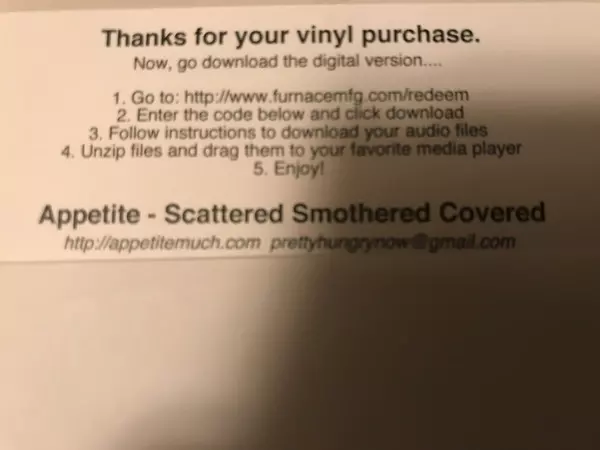 Thanks for your vinyl purchase.
Now, go download the digital version....
1. Go to: http://www.furnacemfg.com/redeem
2. Enter the code below and click download
3. Follow instructions to download your audio files
4. Unzip files and drag them to your favorite media player
5. Enjoy!
Appetite - Scattered Smothered Covered
http://appetitemuch.com prettyhungrynow@gmail.com